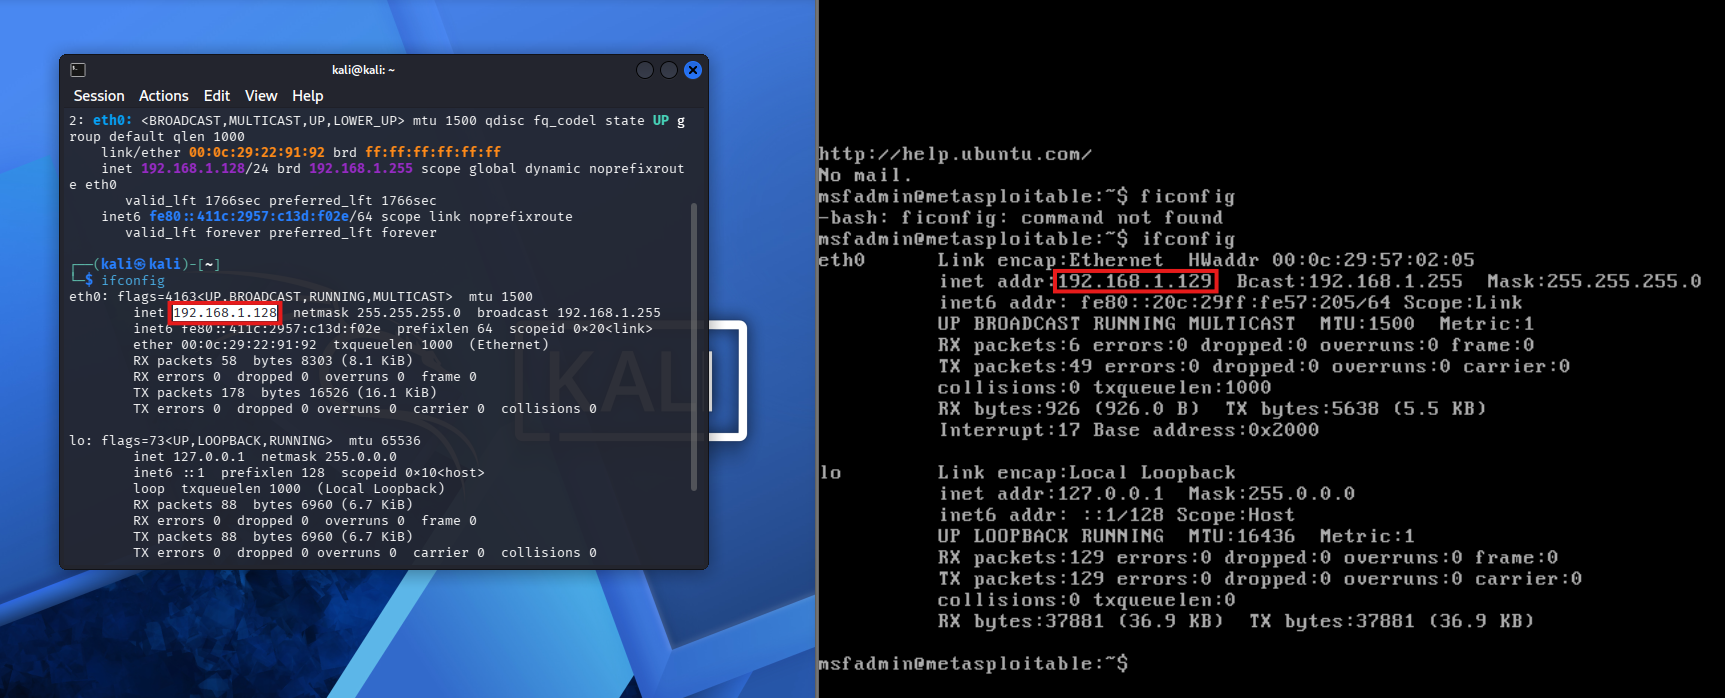 kali@kali: ~
Session Actions Edit View Help
2: eth0: <BROADCAST,MULTICAST,UP,LOWER_UP> mtu 1500 qdisc fq_codel state UP g
roup default qlen 1000
link/ether 00:0c:29:22:91:92 brd ff:ff:ff:ff:ff:ff
inet 192.168.1.128/24 brd 192.168.1.255 scope global dynamic noprefixrout
e eth0
valid_lft 1766sec preferred_lft 1766sec
inet6 fe80::411c:2957:c13d:f02e/64 scope link noprefixroute
valid_lft forever preferred_lft forever
┌──(kali㉿kali)-[~]
└─$ ifconfig
eth0: flags=4163<UP,BROADCAST,RUNNING,MULTICAST> mtu 1500
inet 192.168.1.128 netmask 255.255.255.0 broadcast 192.168.1.255
inet6 fe80::411c:2957:c13d:f02e prefixlen 64 scopeid 0×20<link>
ether 00:0c:29:22:91:92 txqueuelen 1000 (Ethernet)
RX packets 58 bytes 8303 (8.1 KiB)
RX errors 0 dropped 0 overruns 0 frame 0
TX packets 178 bytes 16526 (16.1 KiB)
TX errors 0 dropped 0 overruns 0 carrier 0 collisions 0
lo: flags=73<UP,LOOPBACK,RUNNING> mtu 65536
inet 127.0.0.1 netmask 255.0.0.0
inet6 ::1 prefixlen 128 scopeid 0×10<host>
loop txqueuelen 1000 (Local Loopback)
RX packets 88 bytes 6960 (6.7 KiB)
RX errors 0 dropped 0 overruns 0 frame 0
TX packets 88 bytes 6960 (6.7 KiB)
TX errors 0 dropped 0 overruns 0 carrier 0 collisions 0
KALI
http://help.ubuntu.com/
No mail.
msfadmin@metasploitable:~$ ficonfig
-bash: ficonfig: command not found
msfadmin@metasploitable:~$ ifconfig
eth0 Link encap:Ethernet HWaddr 00:0c:29:57:02:05
inet addr:192.168.1.129 Bcast:192.168.1.255 Mask:255.255.255.0
inet6 addr: fe80::20c:29ff:fe57:205/64 Scope:Link
UP BROADCAST RUNNING MULTICAST MTU:1500 Metric:1
RX packets:6 errors:0 dropped:0 overruns:0 frame:0
TX packets:49 errors:0 dropped:0 overruns:0 carrier:0
collisions:0 txqueuelen:1000
RX bytes:926 (926.0 B) TX bytes:5638 (5.5 KB)
Interrupt:17 Base address:0x2000
lo Link encap:Local Loopback
inet addr:127.0.0.1 Mask:255.0.0.0
inet6 addr: ::1/128 Scope:Host
UP LOOPBACK RUNNING MTU:16436 Metric:1
RX packets:129 errors:0 dropped:0 overruns:0 frame:0
TX packets:129 errors:0 dropped:0 overruns:0 carrier:0
collisions:0 txqueuelen:0
RX bytes:37881 (36.9 KB) TX bytes:37881 (36.9 KB)
msfadmin@metasploitable:~$